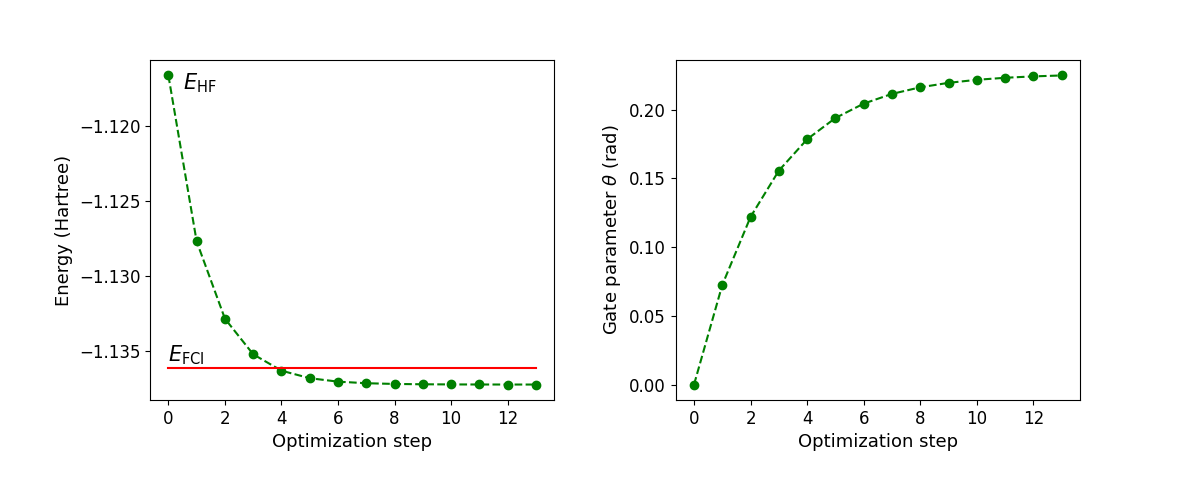 E_HF
−1.120
−1.125
−1.130
−1.135
E_FCI
Energy (Hartree)
0 2 4 6 8 10 12
Optimization step
0.20
0.15
0.10
0.05
0.00
Gate parameter θ (rad)
0 2 4 6 8 10 12
Optimization step